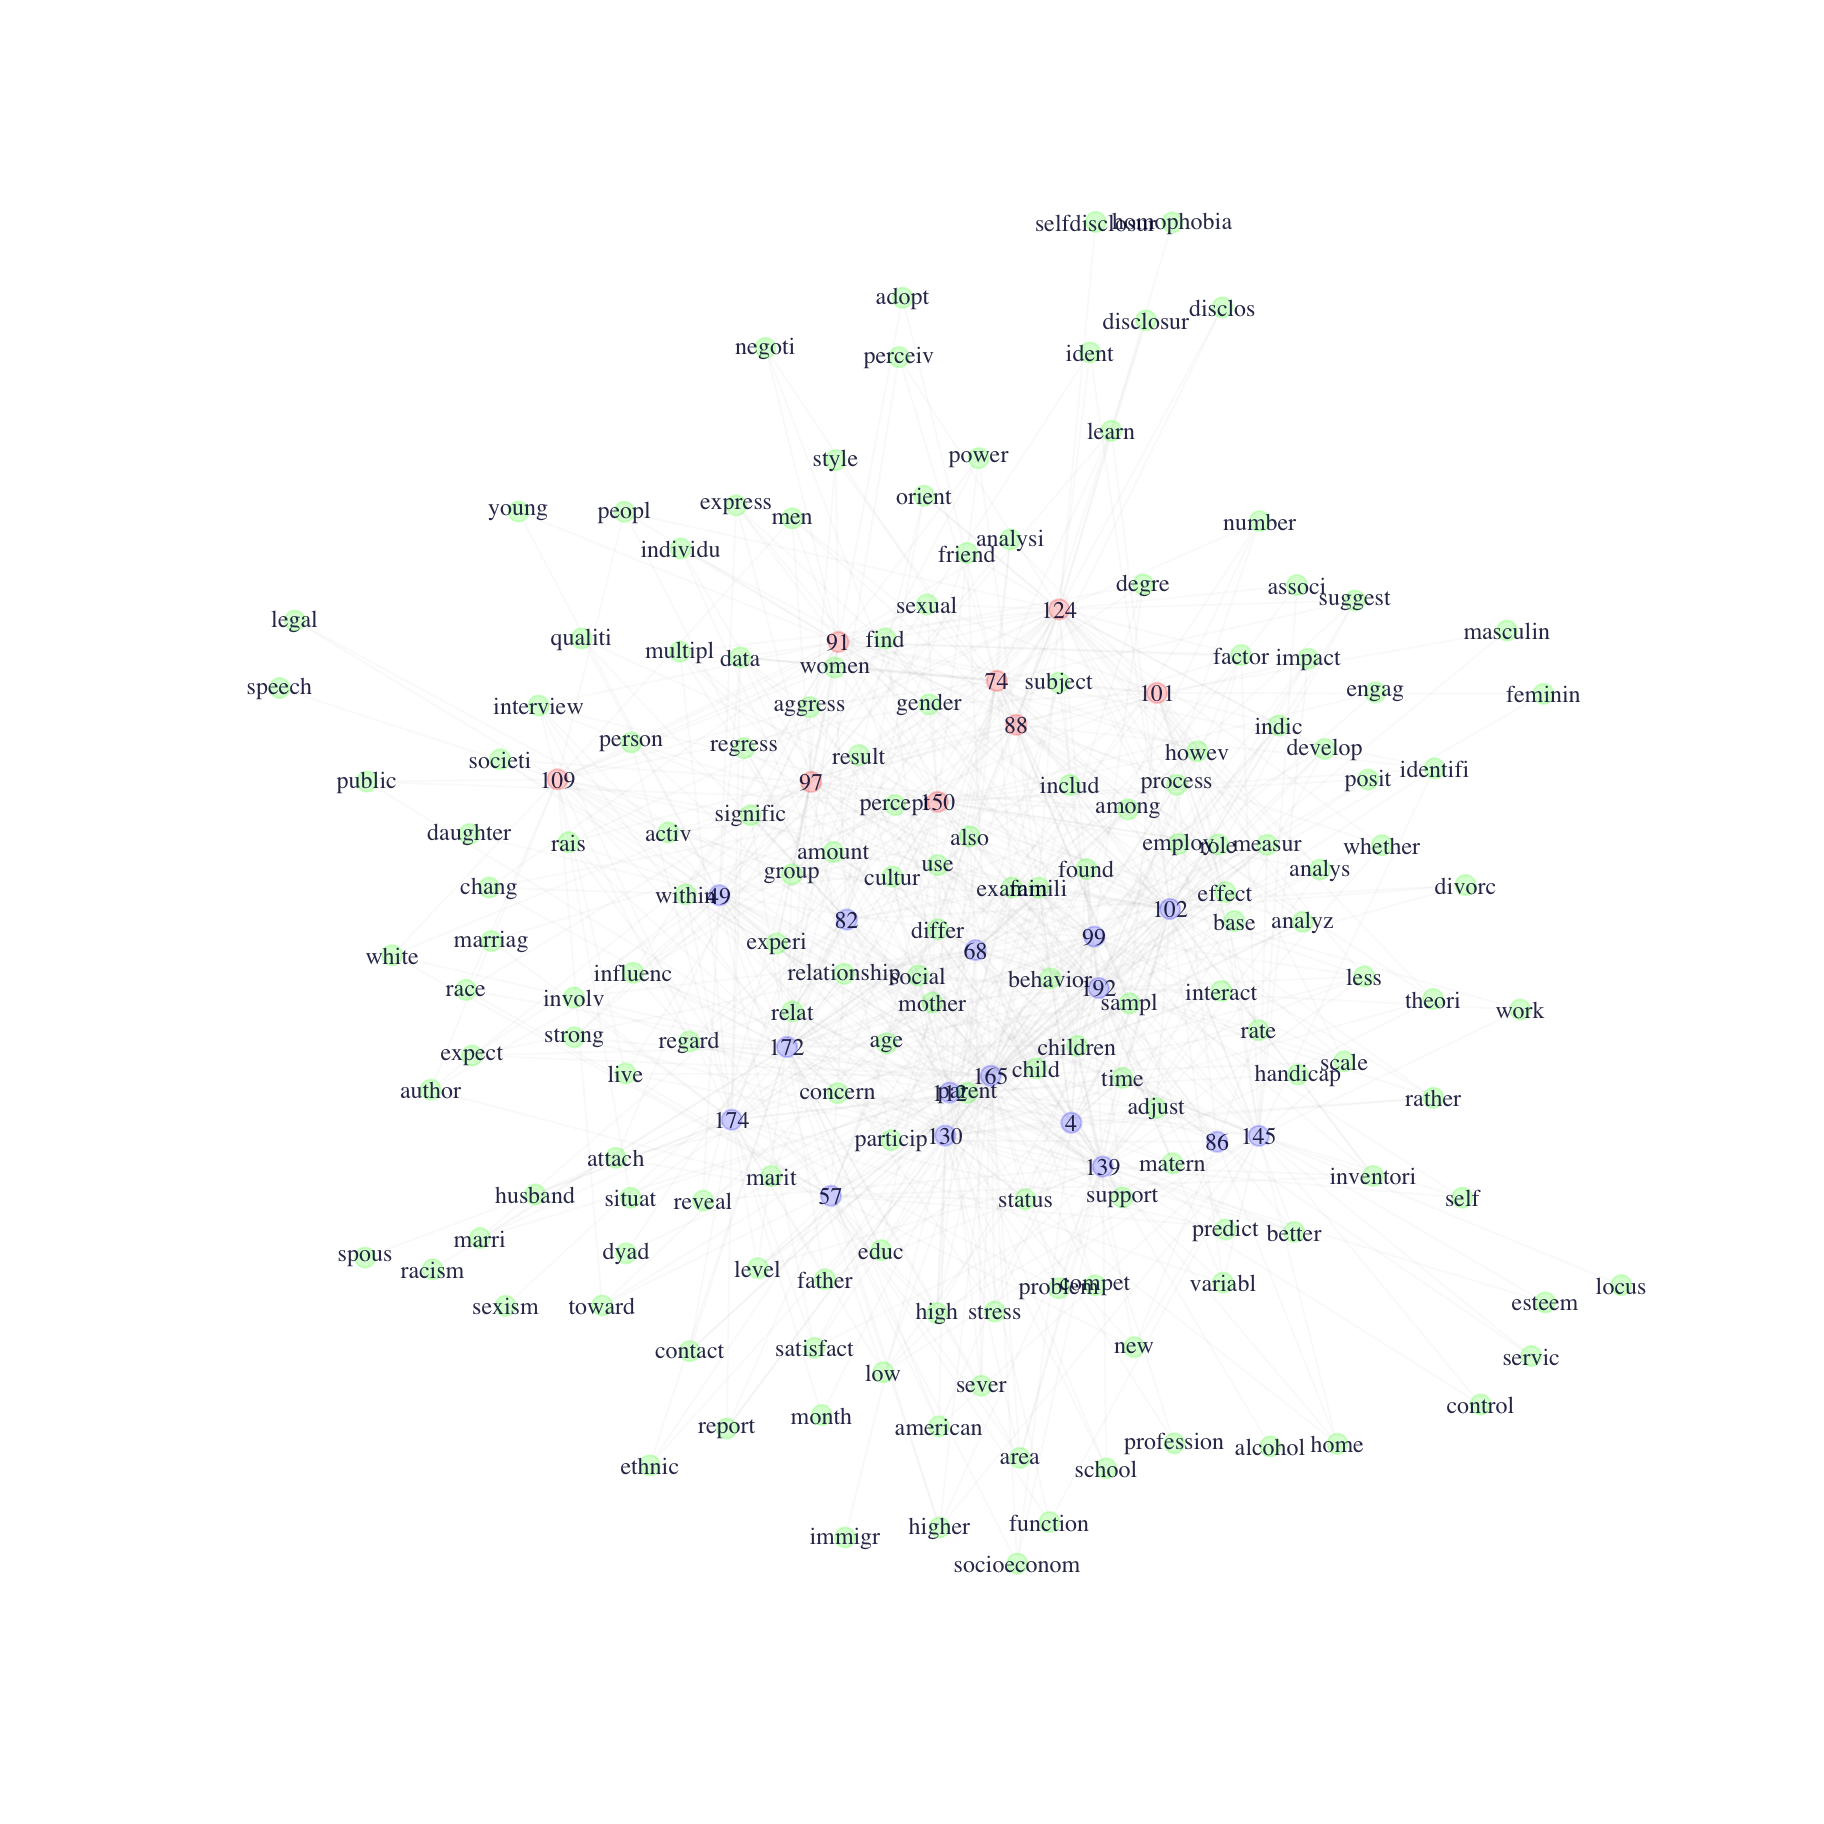 selfdisclosur
homophobia
adopt
disclos
disclosur
negoti
perceiv
ident
learn
style
power
orient
express
young
peopl
men
number
analysi
individu
friend
degre
associ
suggest
sexual
124
legal
masculin
qualiti
91
find
multipl
data
women
factor
impact
74
subject
101
speech
engag
feminin
interview
aggress
gender
88
indic
person
regress
howev
develop
result
societi
identifi
public
109
97
includ
process
posit
percept
150
among
signific
daughter
activ
also
rais
employ
role
measur
whether
amount
group
use
cultur
found
analys
chang
within
49
examin
famili
effect
divorc
82
102
base
analyz
differ
99
marriag
experi
68
white
influenc
relationship
social
behavior
less
race
192
interact
involv
mother
sampl
theori
work
relat
strong
rate
regard
172
age
children
expect
scale
live
165
child
time
handicap
author
concern
112
parent
rather
adjust
174
4
particip
130
86
145
attach
139
matern
marit
inventori
husband
situat
reveal
57
status
support
self
predict
better
marri
spous
dyad
educ
racism
level
father
problem
compet
variabl
locus
sexism
toward
high
stress
esteem
contact
satisfact
new
servic
low
sever
control
month
report
american
profession
alcohol
home
area
school
ethnic
function
immigr
higher
socioeconom